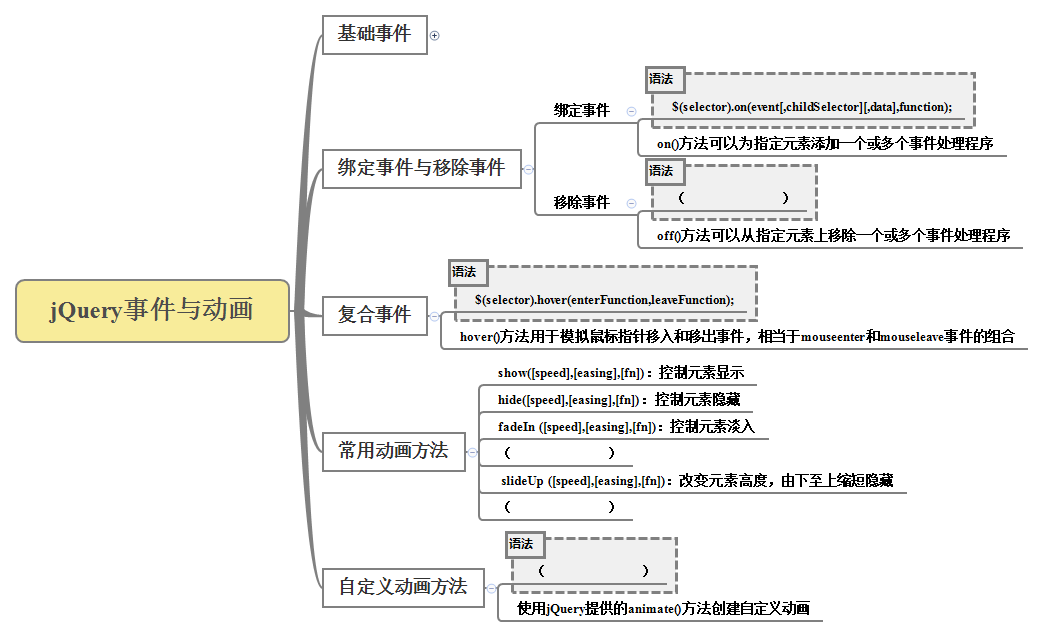 基础事件
语法
$(selector).on(event[,childSelector][,data],function);
绑定事件
on()方法可以为指定元素添加一个或多个事件处理程序
绑定事件与移除事件
语法
（ ）
移除事件
off()方法可以从指定元素上移除一个或多个事件处理程序
jQuery事件与动画
语法
$(selector).hover(enterFunction,leaveFunction);
复合事件
hover()方法用于模拟鼠标指针移入和移出事件，相当于mouseenter和mouseleave事件的组合
show([speed],[easing],[fn])：控制元素显示
hide([speed],[easing],[fn])：控制元素隐藏
fadeIn ([speed],[easing],[fn])：控制元素淡入
常用动画方法
（ ）
slideUp ([speed],[easing],[fn])：改变元素高度，由下至上缩短隐藏
（ ）
语法
（ ）
自定义动画方法
使用jQuery提供的animate()方法创建自定义动画